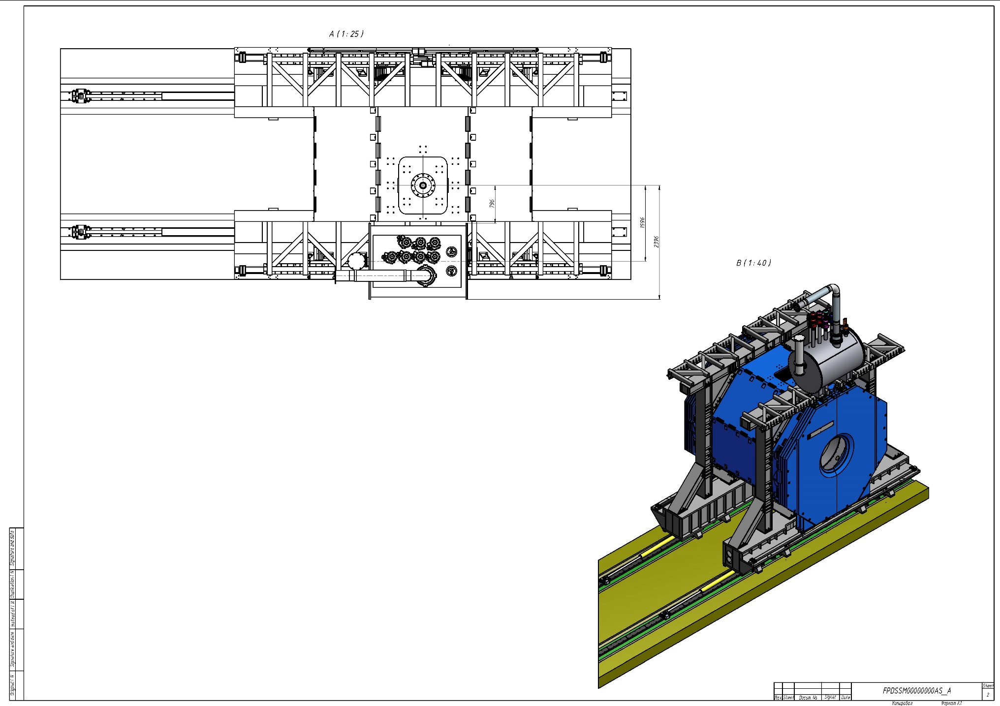 A ( 1 : 25 )
796
1596
2396
B ( 1 : 40 )
Signature and date
Duplication I N
Instead of I N
Signature and date
Original I N
Rev. Sheet Docum. No Signat Date
FPDSSM00000000AS_A
Sheet
2
Копировал Формат А1